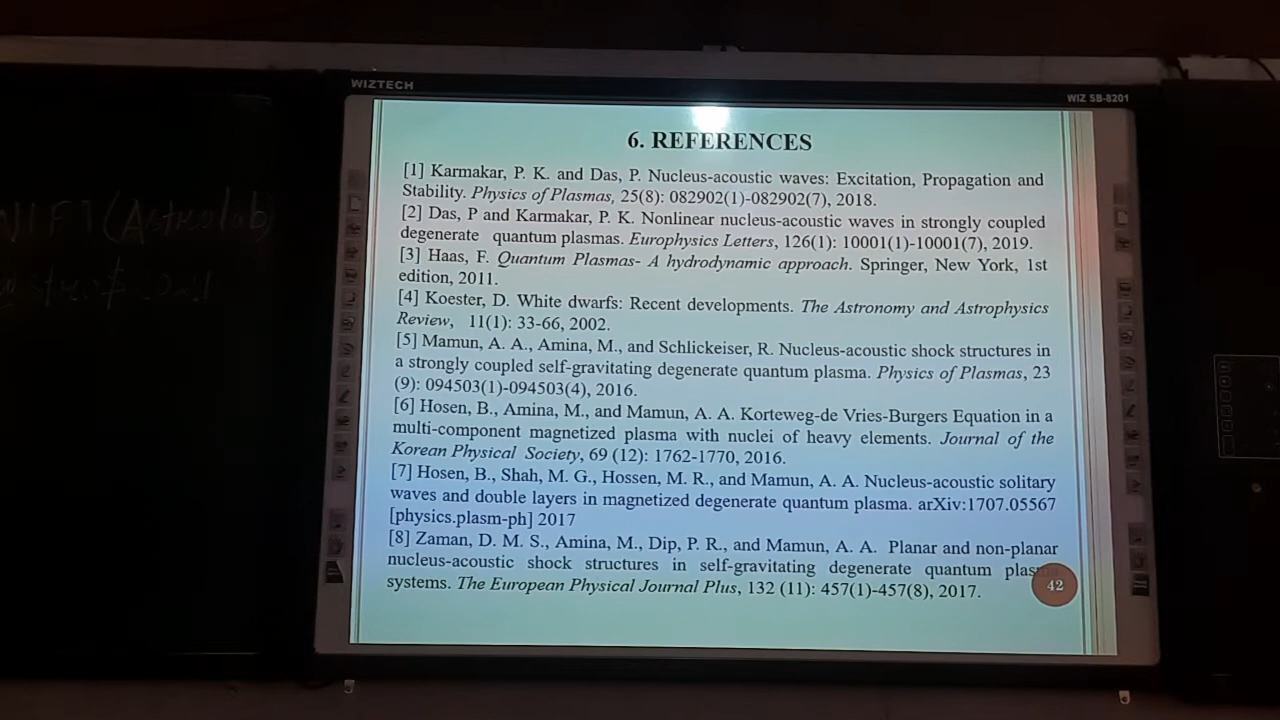 WIZTECH
WIZ SB-8201
6. REFERENCES
[1] Karmakar, P. K. and Das, P. Nucleus-acoustic waves: Excitation, Propagation and
Stability. Physics of Plasmas, 25(8): 082902(1)-082902(7), 2018.
[2] Das, P and Karmakar, P. K. Nonlinear nucleus-acoustic waves in strongly coupled
degenerate quantum plasmas. Europhysics Letters, 126(1): 10001(1)-10001(7), 2019.
[3] Haas, F. Quantum Plasmas- A hydrodynamic approach. Springer, New York, 1st
edition, 2011.
[4] Koester, D. White dwarfs: Recent developments. The Astronomy and Astrophysics
Review, 11(1): 33-66, 2002.
[5] Mamun, A. A., Amina, M., and Schlickeiser, R. Nucleus-acoustic shock structures in
a strongly coupled self-gravitating degenerate quantum plasma. Physics of Plasmas, 23
(9): 094503(1)-094503(4), 2016.
[6] Hosen, B., Amina, M., and Mamun, A. A. Korteweg-de Vries-Burgers Equation in a
multi-component magnetized plasma with nuclei of heavy elements. Journal of the
Korean Physical Society, 69 (12): 1762-1770, 2016.
[7] Hosen, B., Shah, M. G., Hossen, M. R., and Mamun, A. A. Nucleus-acoustic solitary
waves and double layers in magnetized degenerate quantum plasma. arXiv:1707.05567
[physics.plasm-ph] 2017
[8] Zaman, D. M. S., Amina, M., Dip, P. R., and Mamun, A. A. Planar and non-planar
nucleus-acoustic shock structures in self-gravitating degenerate quantum plasma
systems. The European Physical Journal Plus, 132 (11): 457(1)-457(8), 2017.
42
(Astrolab)